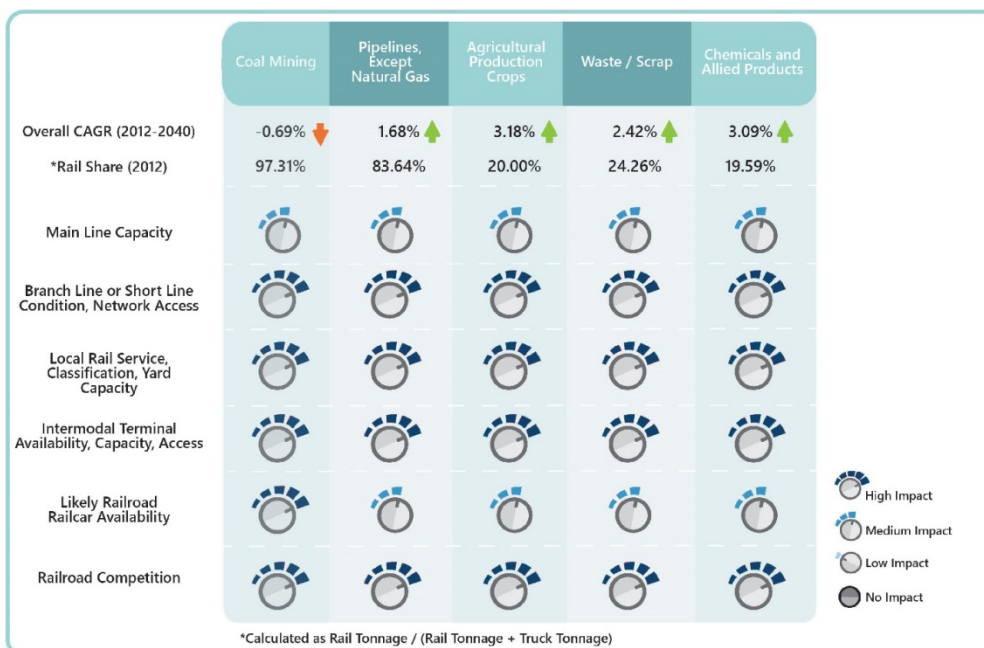 Coal Mining
Pipelines,
Except
Natural Gas
Agricultural
Production
Crops
Waste / Scrap
Chemicals and
Allied Products
Overall CAGR (2012-2040)
-0.69%
1.68%
3.18%
2.42%
3.09%
*Rail Share (2012)
97.31%
83.64%
20.00%
24.26%
19.59%
Main Line Capacity
Branch Line or Short Line
Condition, Network Access
Local Rail Service,
Classification, Yard
Capacity
Intermodal Terminal
Availability, Capacity, Access
Likely Railroad
Railcar Availability
Railroad Competition
High Impact
Medium Impact
Low Impact
No Impact
*Calculated as Rail Tonnage / (Rail Tonnage + Truck Tonnage)